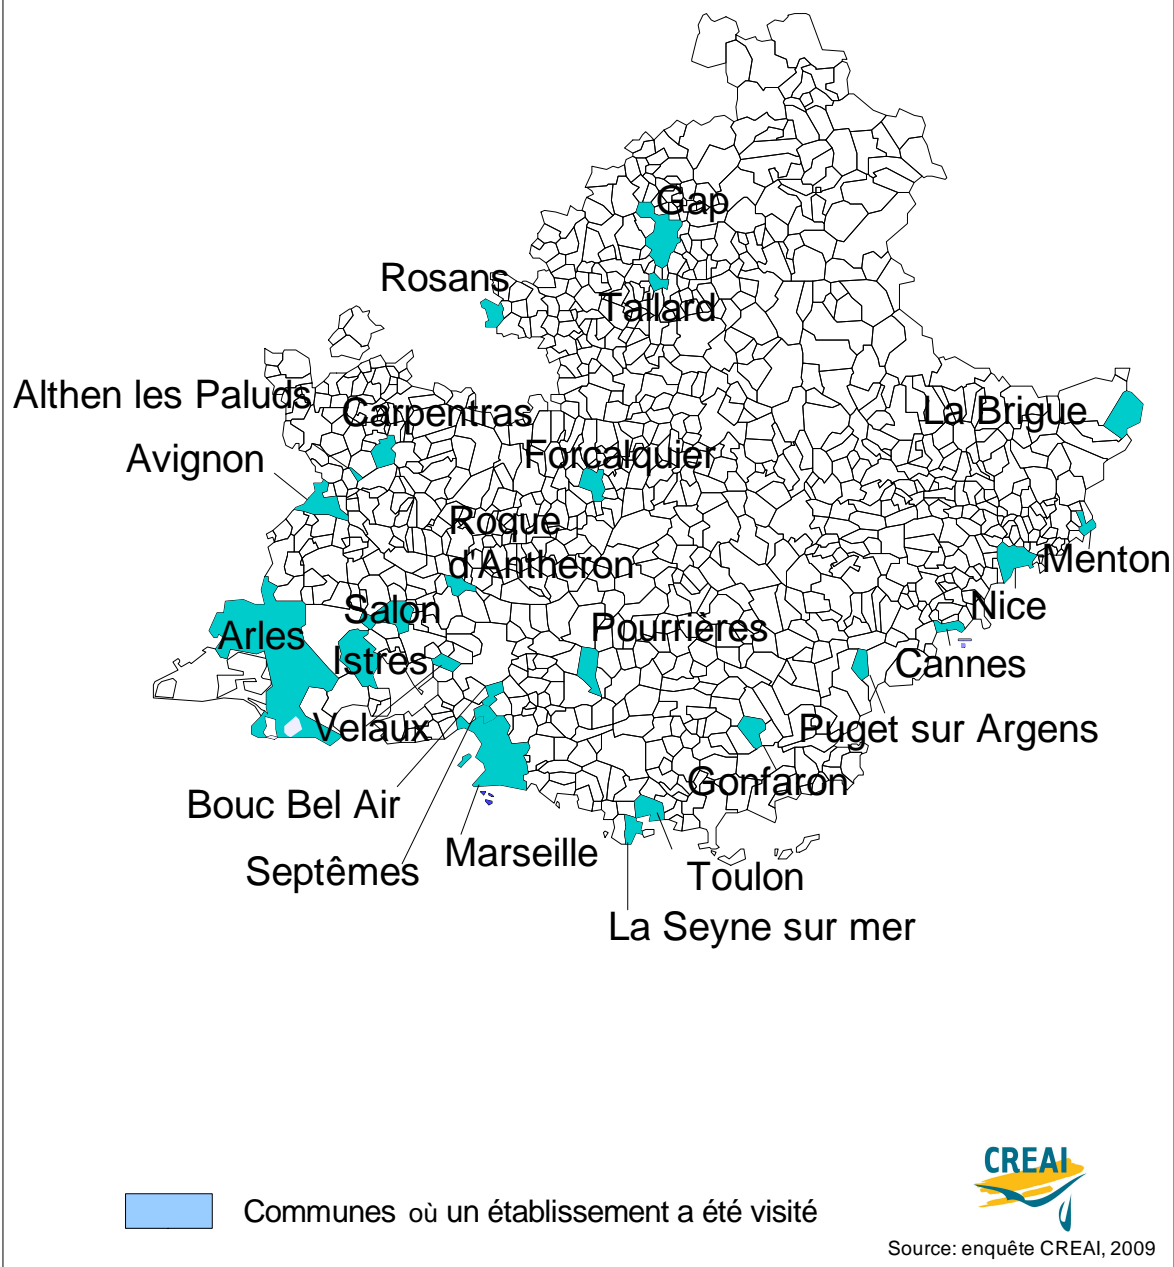 Gap
Rosans
Tallard
Althen les Paluds
Carpentras
La Brigue
Avignon
Forcalquier
Roque
d'Antheron
Menton
Salon
Nice
Arles
Pourrières
Istres
Cannes
Velaux
Puget sur Argens
Gonfaron
Bouc Bel Air
Marseille
Septêmes
Toulon
La Seyne sur mer
CREAI
Communes où un établissement a été visité
Source: enquête CREAI, 2009